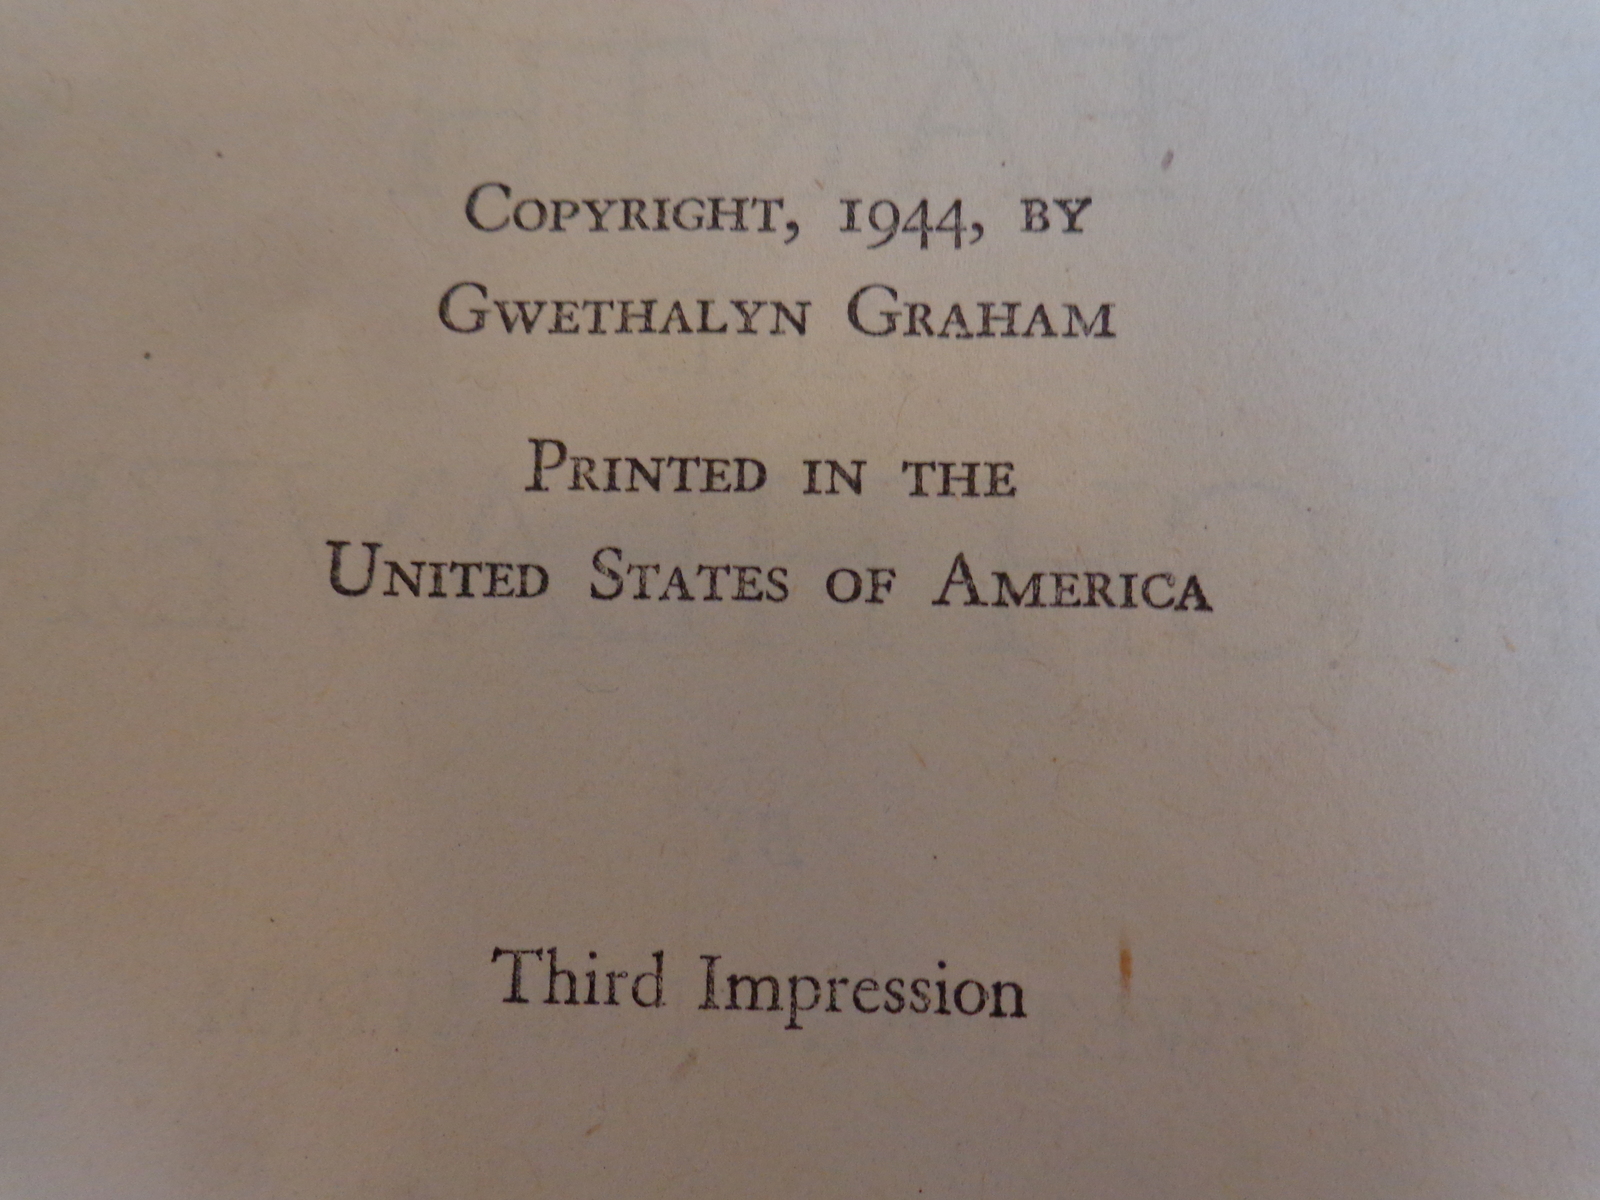 Copyright, 1944, by
Gwethalyn Graham
Printed in the
United States of America
Third Impression